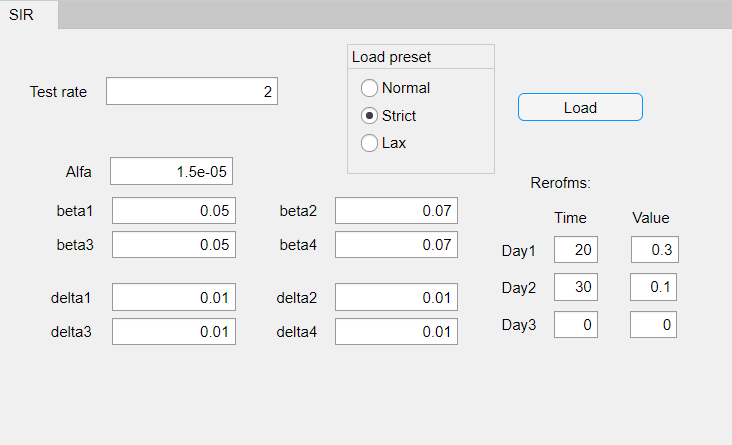 SIR
Load preset
Test rate 2
Normal
Strict
Lax
Load
Alfa 1.5e-05
beta1 0.05 beta2 0.07
beta3 0.05 beta4 0.07
delta1 0.01 delta2 0.01
delta3 0.01 delta4 0.01
Rerofms:
Time Value
Day1 20 0.3
Day2 30 0.1
Day3 0 0